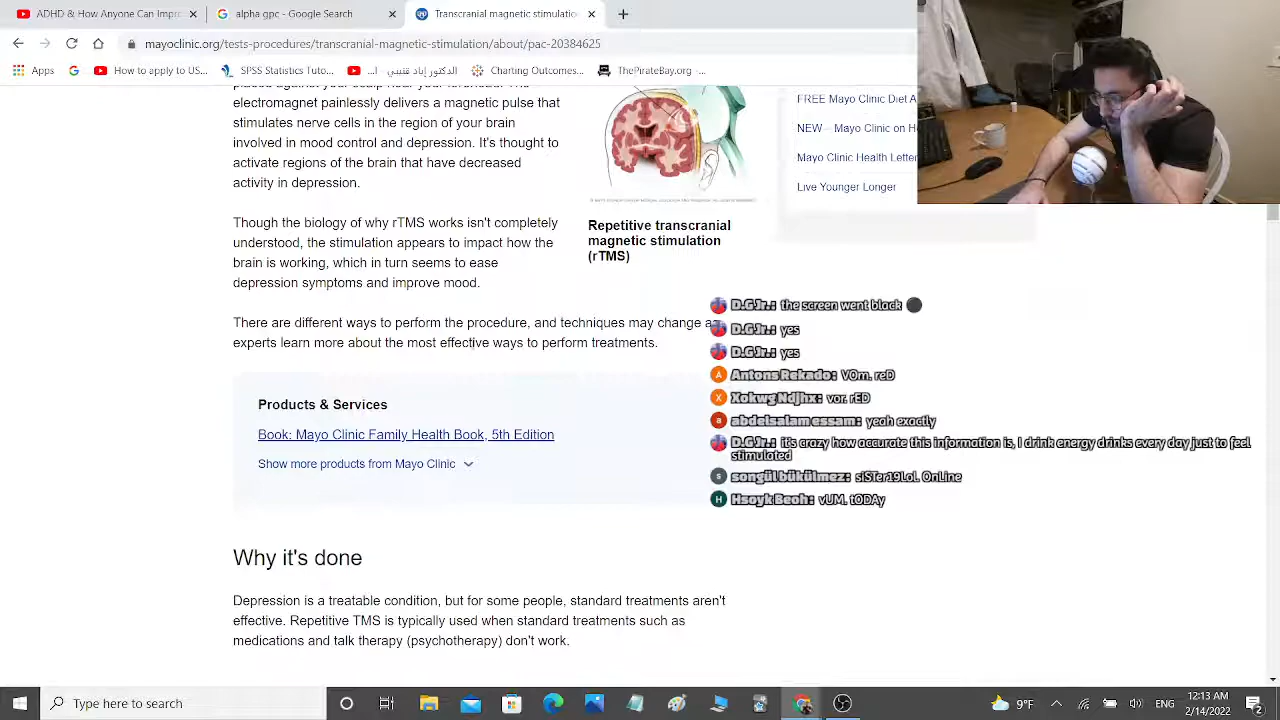 ADHD & How Anyone Can Impr
alpha gpc - Google Search
Transcranial magnetic stimulatio
mayoclinic.org/tests-procedures/transcranial-magnetic-stimulation/about/pac-20384625
Apps
How to apply to IS...
SPSS Statistics Tuto...
Charting Outcomes...
ThePirateBay.org -...
electromagnet painlessly delivers a magnetic pulse that
stimulates nerve cells in the region of your brain
involved in mood control and depression. It's thought to
activate regions of the brain that have decreased
activity in depression.
FREE Mayo Clinic Diet A
NEW – Mayo Clinic on H
Mayo Clinic Health Letter
Live Younger Longer
Though the biology of why rTMS works isn't completely
understood, the stimulation appears to impact how the
brain is working, which in turn seems to ease
depression symptoms and improve mood.
Repetitive transcranial
magnetic stimulation
(rTMS)
There are different ways to perform the procedure, and techniques may change a
experts learn more about the most effective ways to perform treatments.
Products & Services
Book: Mayo Clinic Family Health Book, 5th Edition
Show more products from Mayo Clinic
D.G.Jr.: the screen went black
D.G.Jr.: yes
D.G.Jr.: yes
Antons Rekado: V0m. reD
Xokwg Ndjhx: vor. rED
abdelsalam essam: yeah exactly
D.G.Jr.: it's crazy how accurate this information is, I drink energy drinks every day just to feel
stimulated
songül bükülmez: siSTer19LoL OnLine
Hsoyk Beoh: vUM. tODAy
Why it's done
Depression is a treatable condition, but for some people, standard treatments aren't
effective. Repetitive TMS is typically used when standard treatments such as
medications and talk therapy (psychotherapy) don't work.
Type here to search
9°F
ENG
12:13 AM
2/14/2022